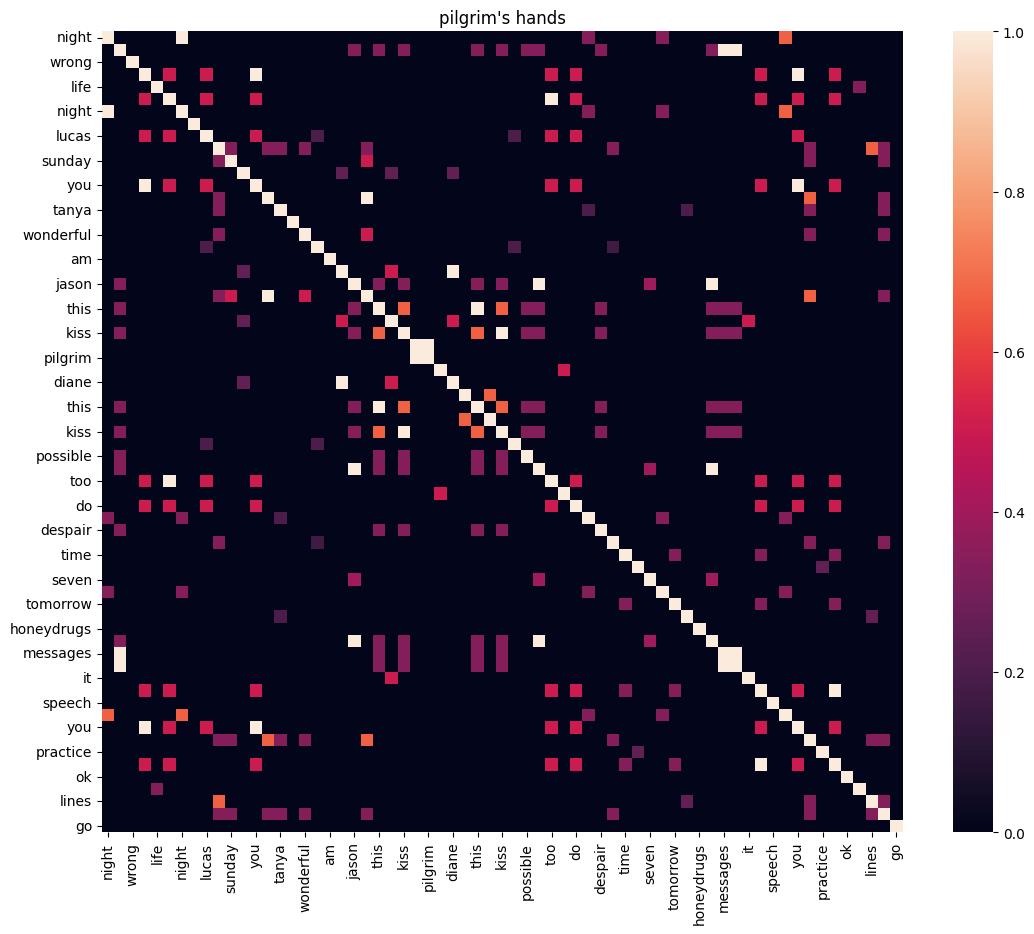 pilgrim's hands
night
wrong
life
night
lucas
sunday
you
tanya
wonderful
am
jason
this
kiss
pilgrim
diane
this
kiss
possible
too
do
despair
time
seven
tomorrow
honeydrugs
messages
it
speech
you
practice
ok
lines
go
night
wrong
life
night
lucas
sunday
you
tanya
wonderful
am
jason
this
kiss
pilgrim
diane
this
kiss
possible
too
do
despair
time
seven
tomorrow
honeydrugs
messages
it
speech
you
practice
ok
lines
go
1.0
0.8
0.6
0.4
0.2
0.0